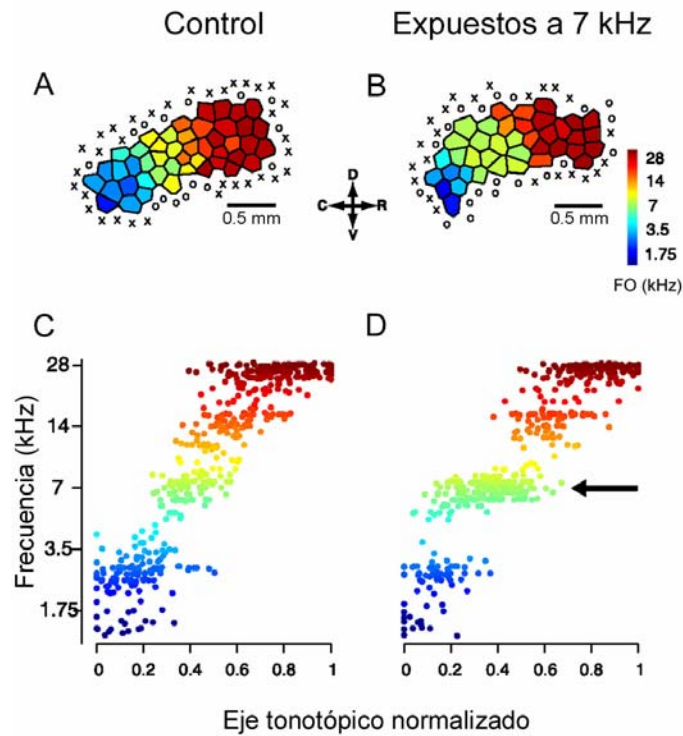 Control
Expuestos a 7 kHz
A
B
D
C R
V
0.5 mm
0.5 mm
28
14
7
3.5
1.75
FO (kHz)
C
D
Frecuencia (kHz)
28
14
7
3.5
1.75
0 0.2 0.4 0.6 0.8 1
0 0.2 0.4 0.6 0.8 1
Eje tonotópico normalizado